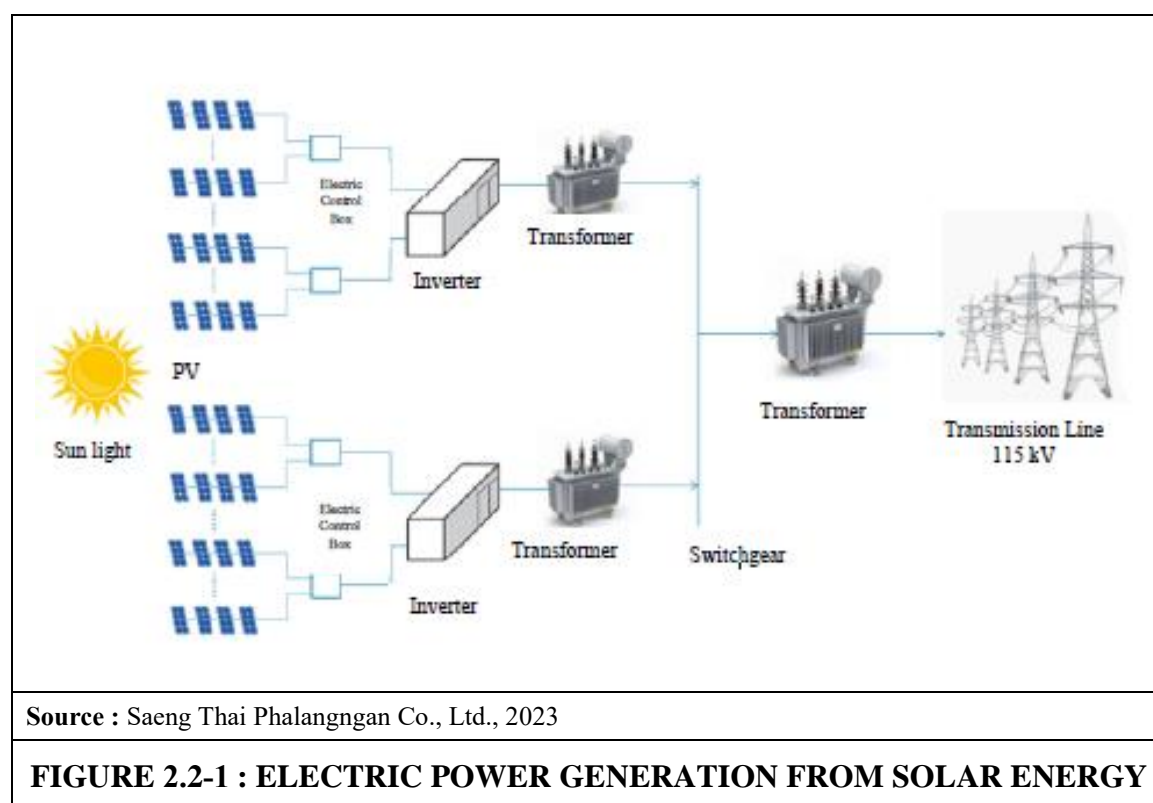 Electric
Control
Box
Transformer
Inverter
PV
Sun light
Transformer
Transmission Line
115 kV
Electric
Control
Box
Transformer
Switchgear
Inverter
Source : Saeng Thai Phalangngan Co., Ltd., 2023
FIGURE 2.2-1 : ELECTRIC POWER GENERATION FROM SOLAR ENERGY